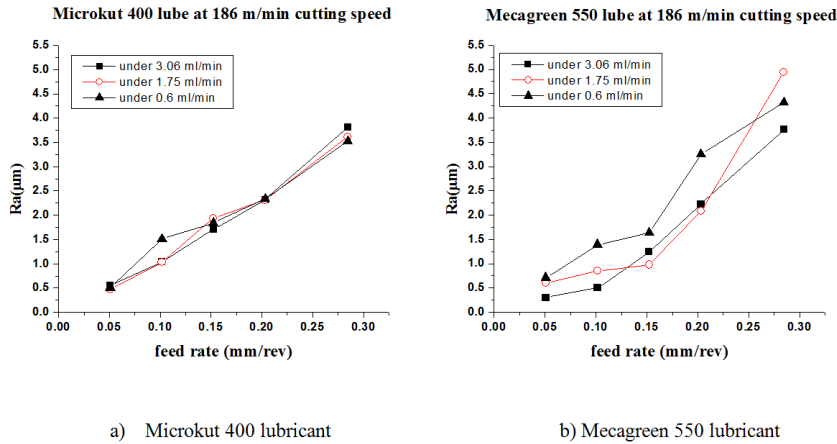 Microkut 400 lube at 186 m/min cutting speed
under 3.06 ml/min
under 1.75 ml/min
under 0.6 ml/min
Ra(µm)
5.5
5.0
4.5
4.0
3.5
3.0
2.5
2.0
1.5
1.0
0.5
0.0
0.00 0.05 0.10 0.15 0.20 0.25 0.30
feed rate (mm/rev)
a) Microkut 400 lubricant
Mecagreen 550 lube at 186 m/min cutting speed
under 3.06 ml/min
under 1.75 ml/min
under 0.6 ml/min
Ra(µm)
5.5
5.0
4.5
4.0
3.5
3.0
2.5
2.0
1.5
1.0
0.5
0.0
0.00 0.05 0.10 0.15 0.20 0.25 0.30
feed rate (mm/rev)
b) Mecagreen 550 lubricant